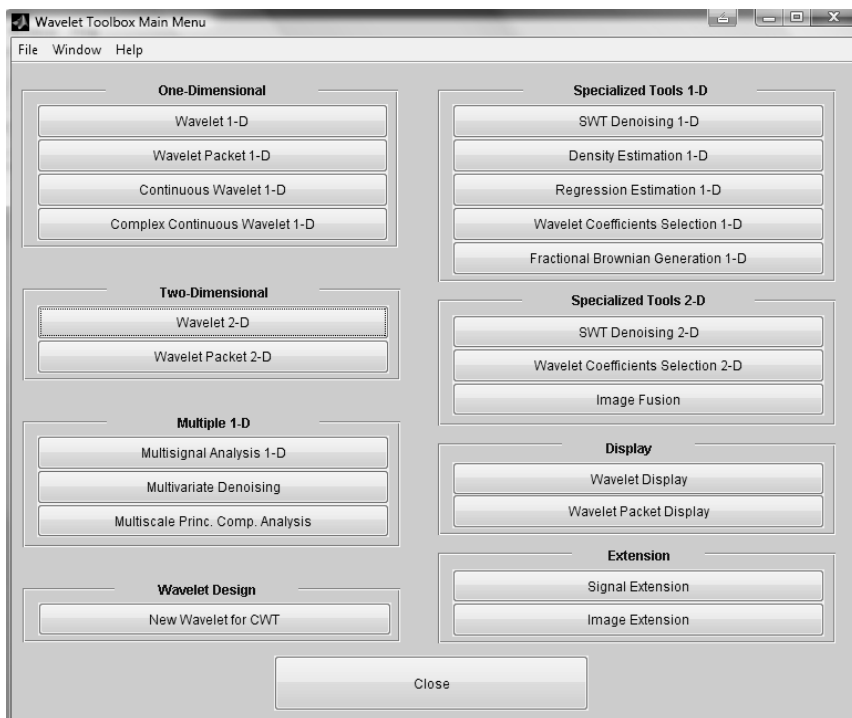 Wavelet Toolbox Main Menu
File Window Help
One-Dimensional
Wavelet 1-D
Wavelet Packet 1-D
Continuous Wavelet 1-D
Complex Continuous Wavelet 1-D
Two-Dimensional
Wavelet 2-D
Wavelet Packet 2-D
Multiple 1-D
Multisignal Analysis 1-D
Multivariate Denoising
Multiscale Princ. Comp. Analysis
Wavelet Design
New Wavelet for CWT
Specialized Tools 1-D
SWT Denoising 1-D
Density Estimation 1-D
Regression Estimation 1-D
Wavelet Coefficients Selection 1-D
Fractional Brownian Generation 1-D
Specialized Tools 2-D
SWT Denoising 2-D
Wavelet Coefficients Selection 2-D
Image Fusion
Display
Wavelet Display
Wavelet Packet Display
Extension
Signal Extension
Image Extension
Close